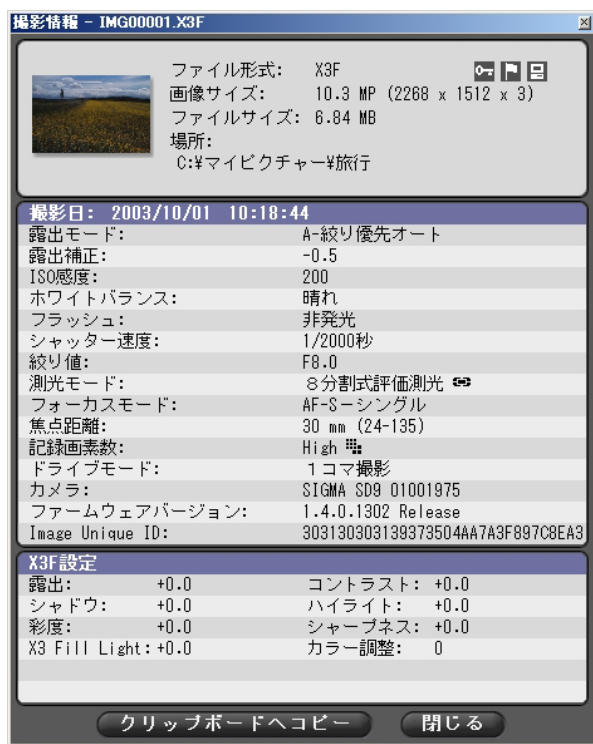 撮影情報 - IMG00001.X3F
ファイル形式: X3F
画像サイズ: 10.3 MP (2268 x 1512 x 3)
ファイルサイズ: 6.84 MB
場所:
C:¥マイピクチャー¥旅行
撮影日: 2003/10/01 10:18:44
露出モード: A-絞り優先オート
露出補正: -0.5
ISO感度: 200
ホワイトバランス: 晴れ
フラッシュ: 非発光
シャッター速度: 1/2000秒
絞り値: F8.0
測光モード: 8分割式評価測光
フォーカスモード: AF-S-シングル
焦点距離: 30 mm (24-135)
記録画素数: High
ドライブモード: 1コマ撮影
カメラ: SIGMA SD9 01001975
ファームウェアバージョン: 1.4.0.1302 Release
Image Unique ID: 303130303139373504AA7A3F897C8EA3
X3F設定
露出: +0.0 コントラスト: +0.0
シャドウ: +0.0 ハイライト: +0.0
彩度: +0.0 シャープネス: +0.0
X3 Fill Light: +0.0 カラー調整: 0
クリップボードへコピー 閉じる